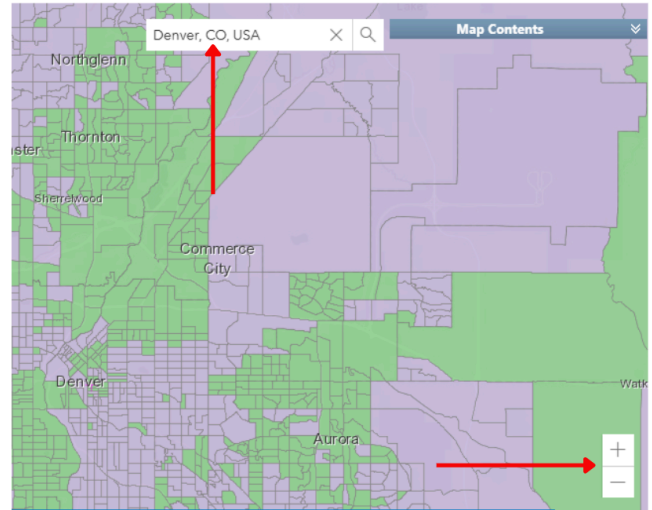 Denver, CO, USA
Map Contents
Northglenn
Thornton
ster
Sherrelwood
Commerce
City
Denver
Watk
Aurora
+
−